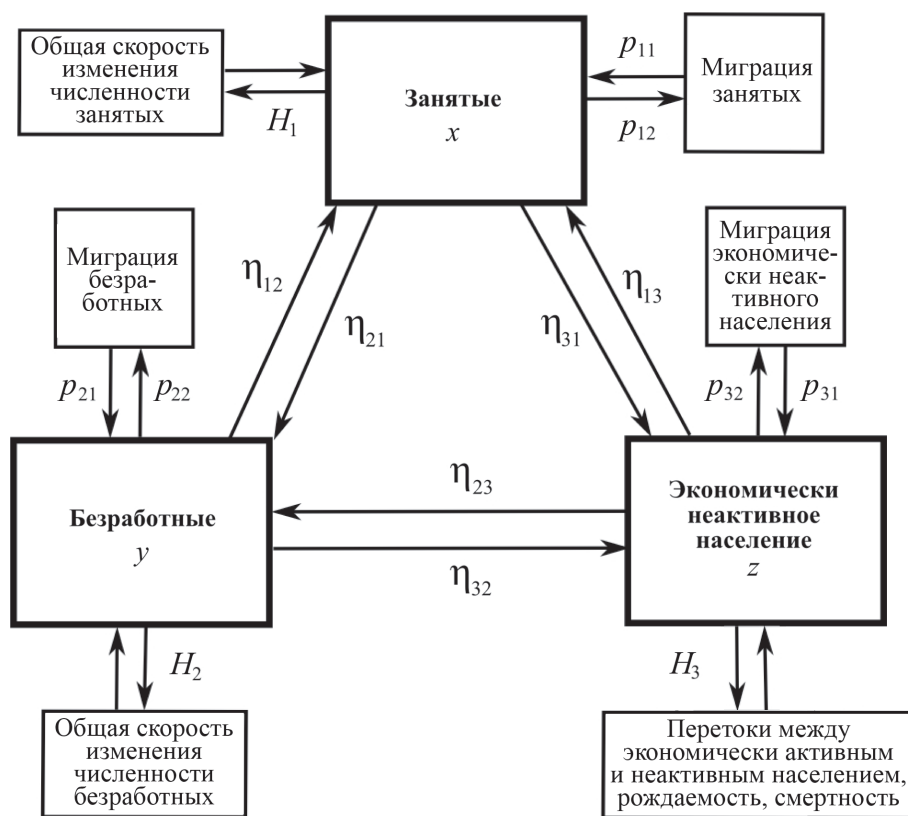 Общая скорость
изменения
численности
занятых
H₁
Занятые
x
p₁₁
p₁₂
Миграция
занятых
Миграция
безра-
ботных
p₂₁
p₂₂
η₁₂
η₂₁
η₃₁
η₁₃
Миграция
экономиче-
ски неак-
тивного
населения
p₃₂
p₃₁
Безработные
y
η₂₃
η₃₂
Экономически
неактивное
население
z
H₂
Общая скорость
изменения
численности
безработных
H₃
Перетоки между
экономически активным
и неактивным населением,
рождаемость, смертность